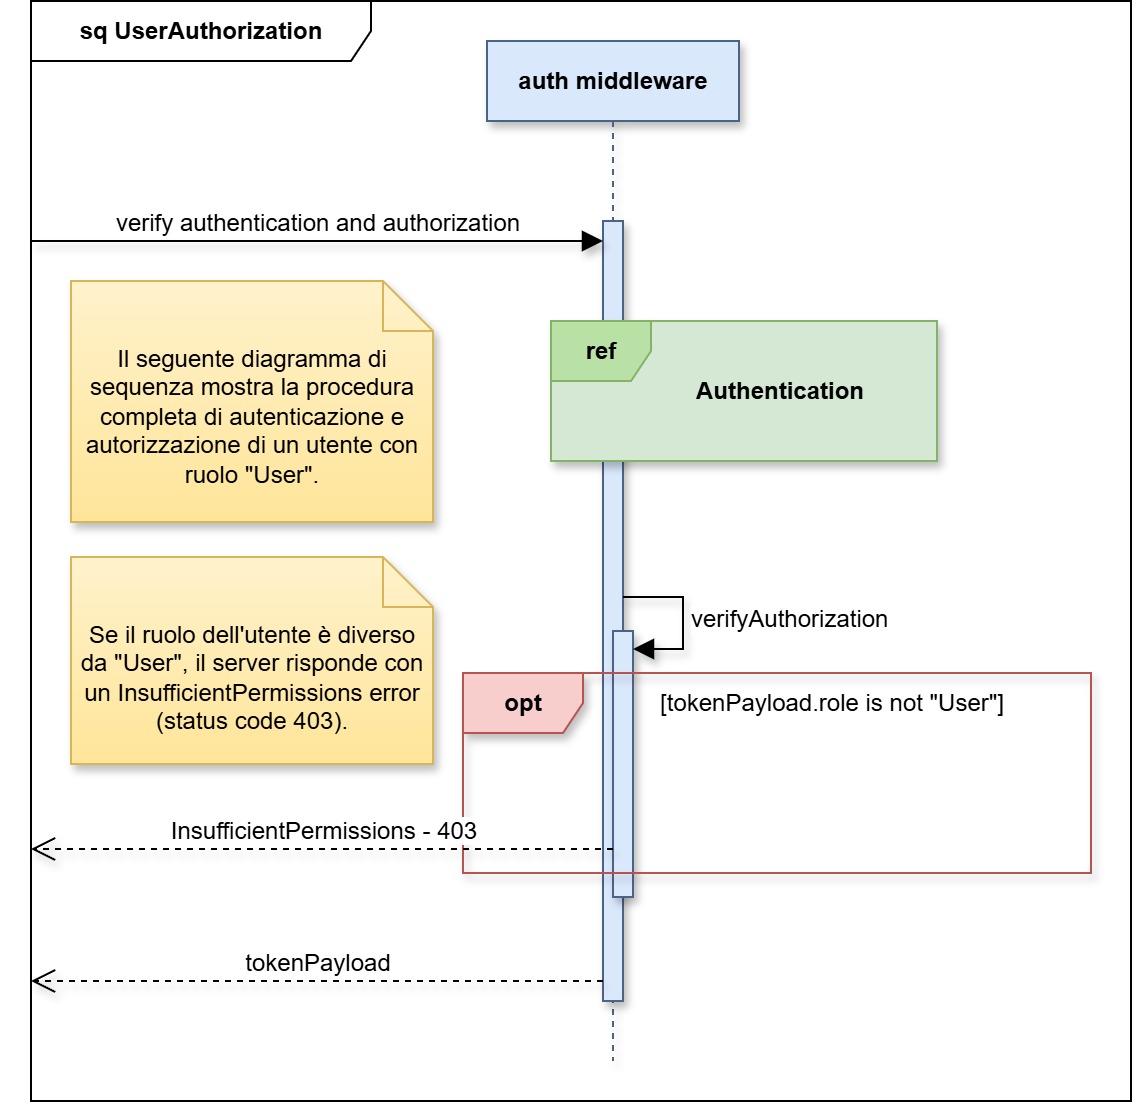 sq UserAuthorization
auth middleware
verify authentication and authorization
Il seguente diagramma di
sequenza mostra la procedura
completa di autenticazione e
autorizzazione di un utente con
ruolo "User".
ref
Authentication
Se il ruolo dell'utente è diverso
da "User", il server risponde con
un InsufficientPermissions error
(status code 403).
verifyAuthorization
opt
[tokenPayload.role is not "User"]
InsufficientPermissions - 403
tokenPayload